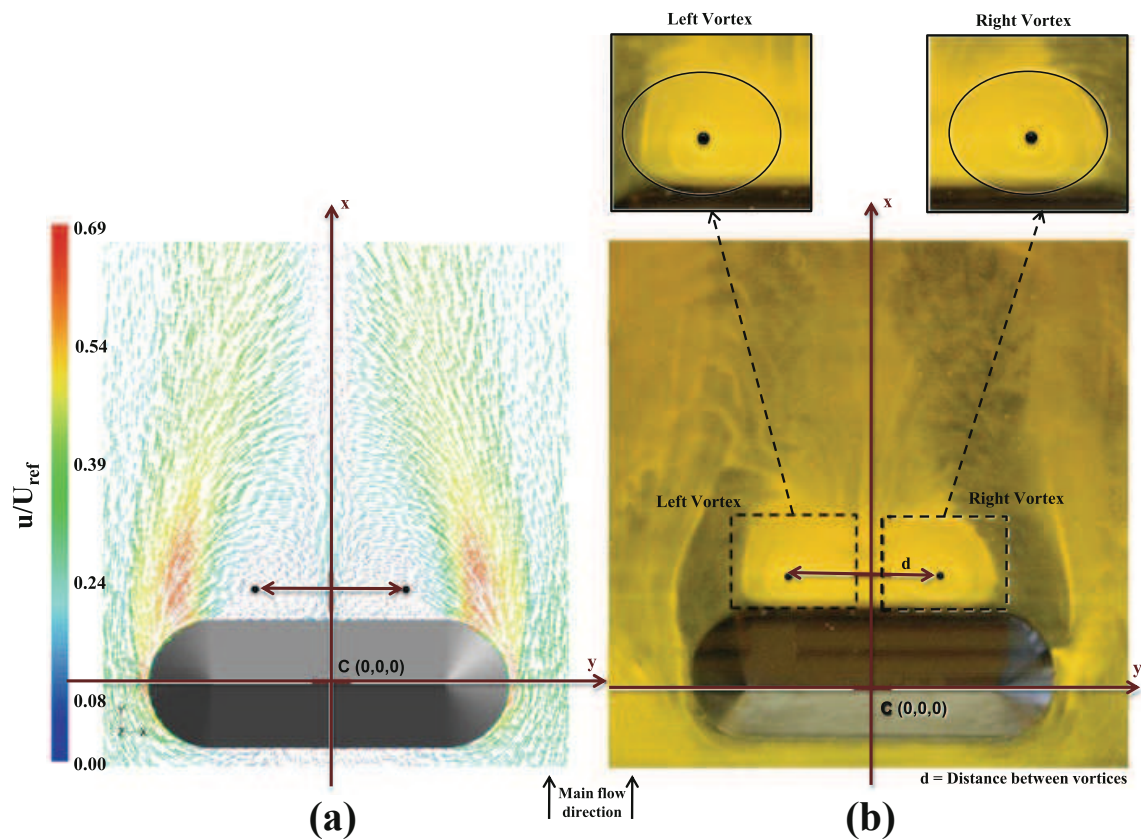 Left Vortex
Right Vortex
x
x
0.69
0.54
0.39
0.24
0.08
0.00
u/Uref
Left Vortex
Right Vortex
d
C (0,0,0)
y
y
C (0,0,0)
Y
Z X
d = Distance between vortices
Main flow
direction
(a)
(b)